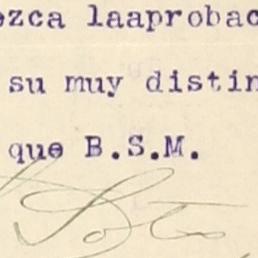 ezca laaprobac
su muy distin
que B.S.M.